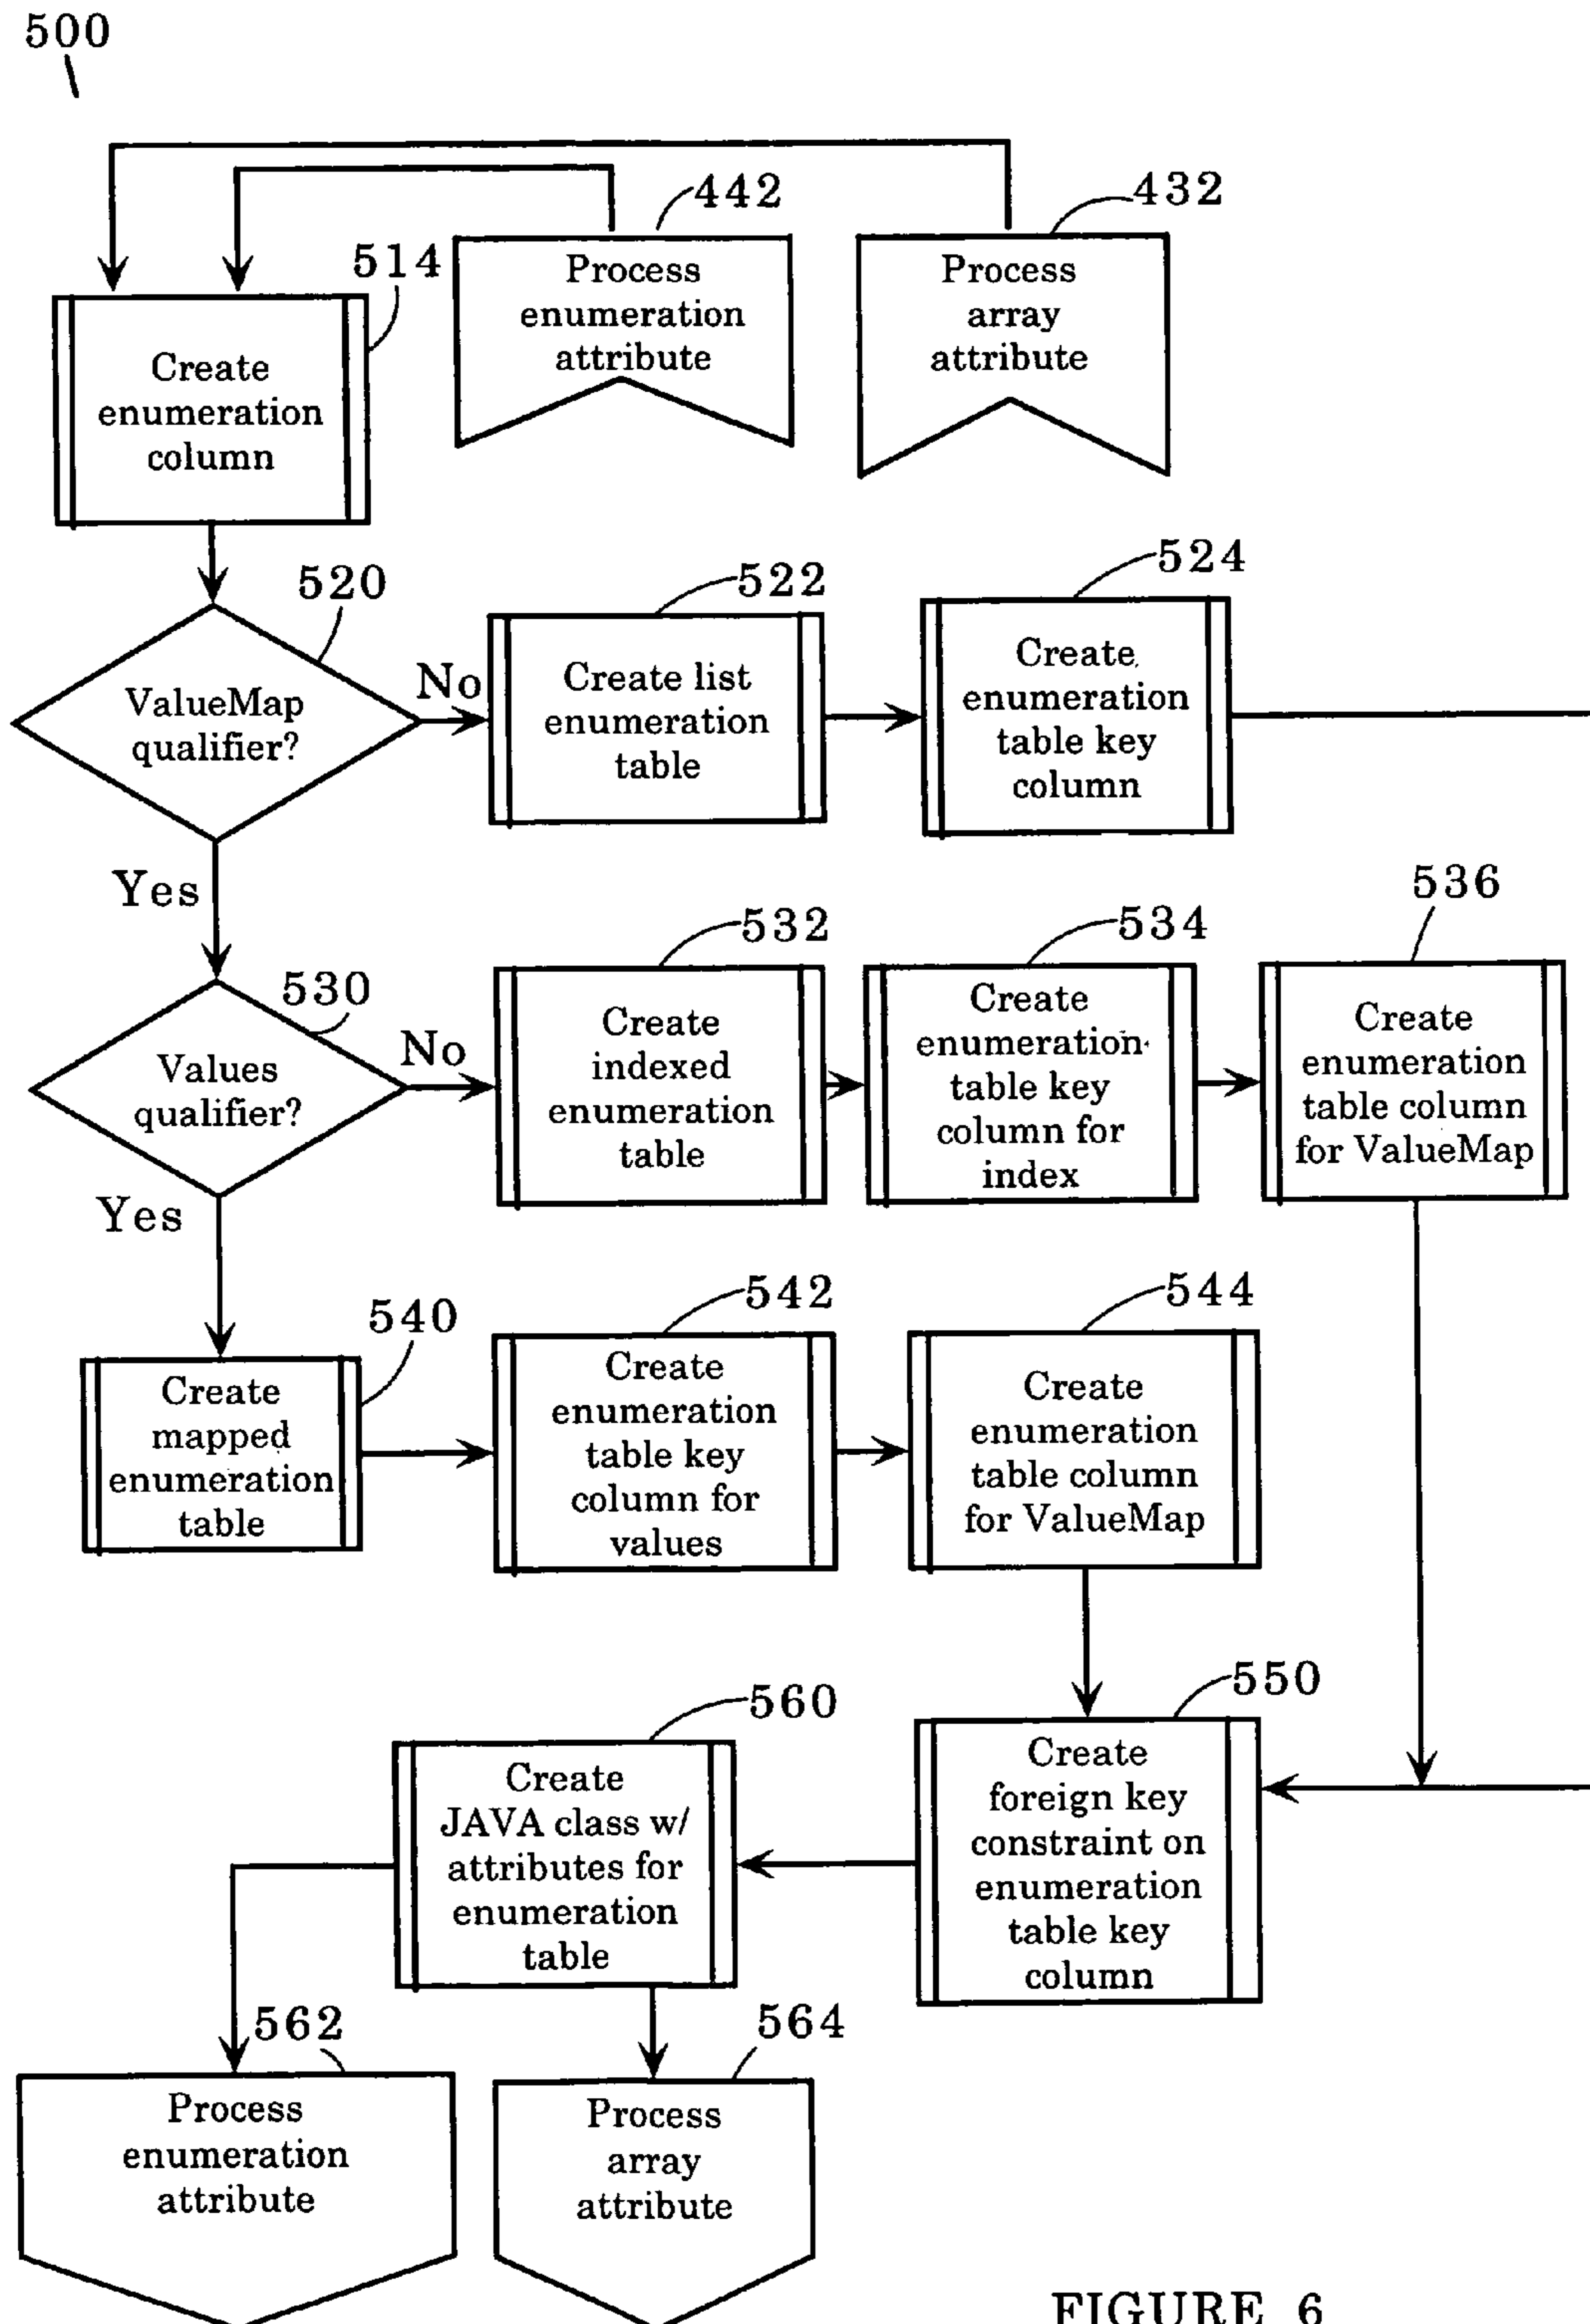 500
442
432
514
Process
enumeration
attribute
Process
array
attribute
Create
enumeration
column
520
522
524
ValueMap
qualifier?
No
Create list
enumeration
table
Create
enumeration
table key
column
Yes
530
532
534
536
Values
qualifier?
No
Create
indexed
enumeration
table
Create
enumeration
table key
column for
index
Create
enumeration
table column
for ValueMap
Yes
540
542
544
Create
mapped
enumeration
table
Create
enumeration
table key
column for
values
Create
enumeration
table column
for ValueMap
560
550
Create
JAVA class w/
attributes for
enumeration
table
Create
foreign key
constraint on
enumeration
table key
column
562
564
Process
enumeration
attribute
Process
array
attribute
FIGURE 6